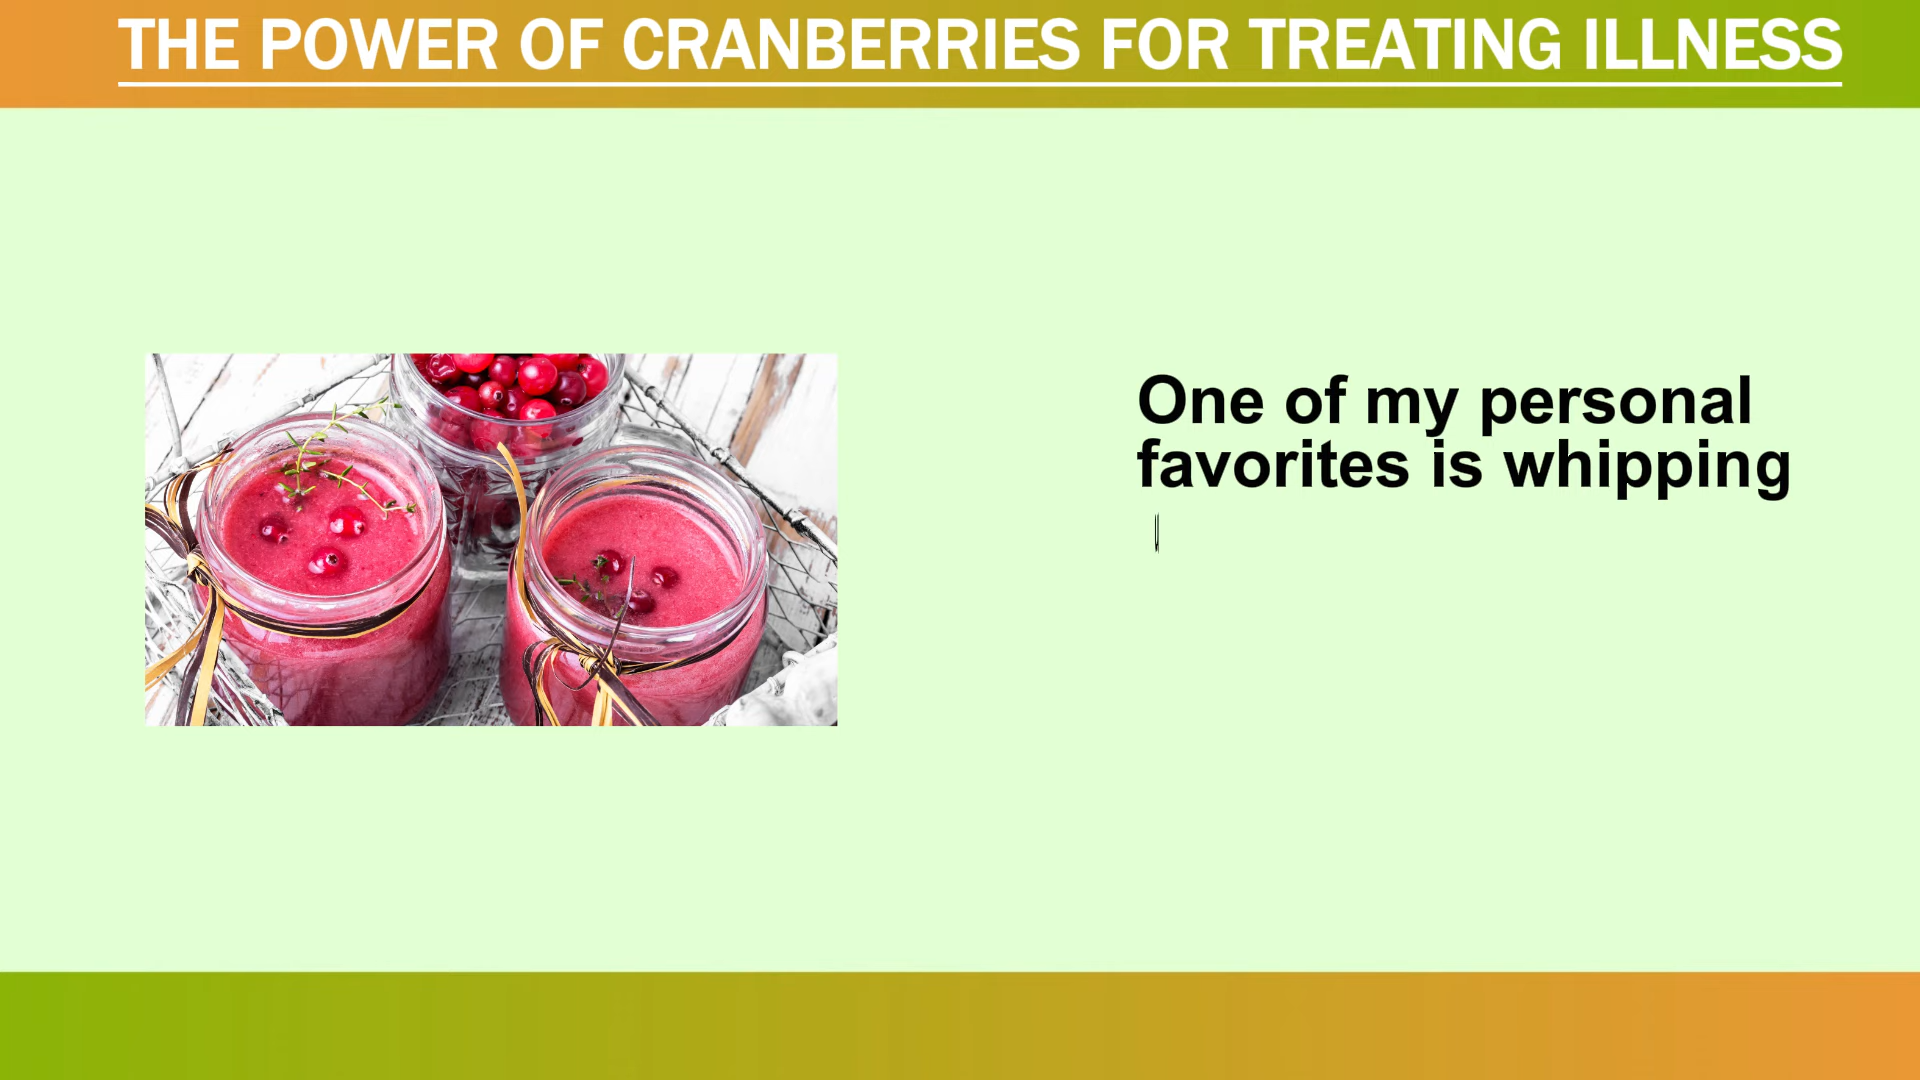 THE POWER OF CRANBERRIES FOR TREATING ILLNESS
One of my personal
favorites is whipping